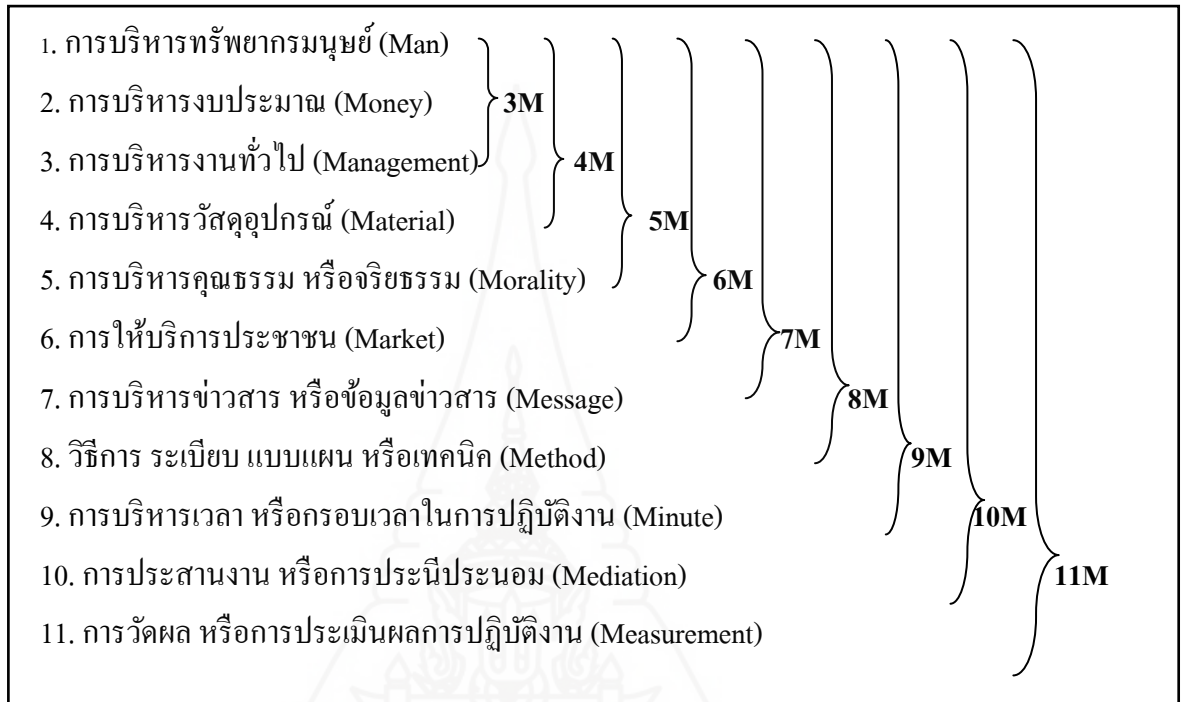 1. การบริหารทรัพยากรมนุษย์ (Man)
2. การบริหารงบประมาณ (Money) 3M
3. การบริหารงานทั่วไป (Management) 4M
4. การบริหารวัสดุอุปกรณ์ (Material) 5M
5. การบริหารคุณธรรม หรือจริยธรรม (Morality) 6M
6. การให้บริการประชาชน (Market) 7M
7. การบริหารข่าวสาร หรือข้อมูลข่าวสาร (Message) 8M
8. วิธีการ ระเบียบ แบบแผน หรือเทคนิค (Method) 9M
9. การบริหารเวลา หรือกรอบเวลาในการปฏิบัติงาน (Minute) 10M
10. การประสานงาน หรือการประนีประนอม (Mediation) 11M
11. การวัดผล หรือการประเมินผลการปฏิบัติงาน (Measurement)